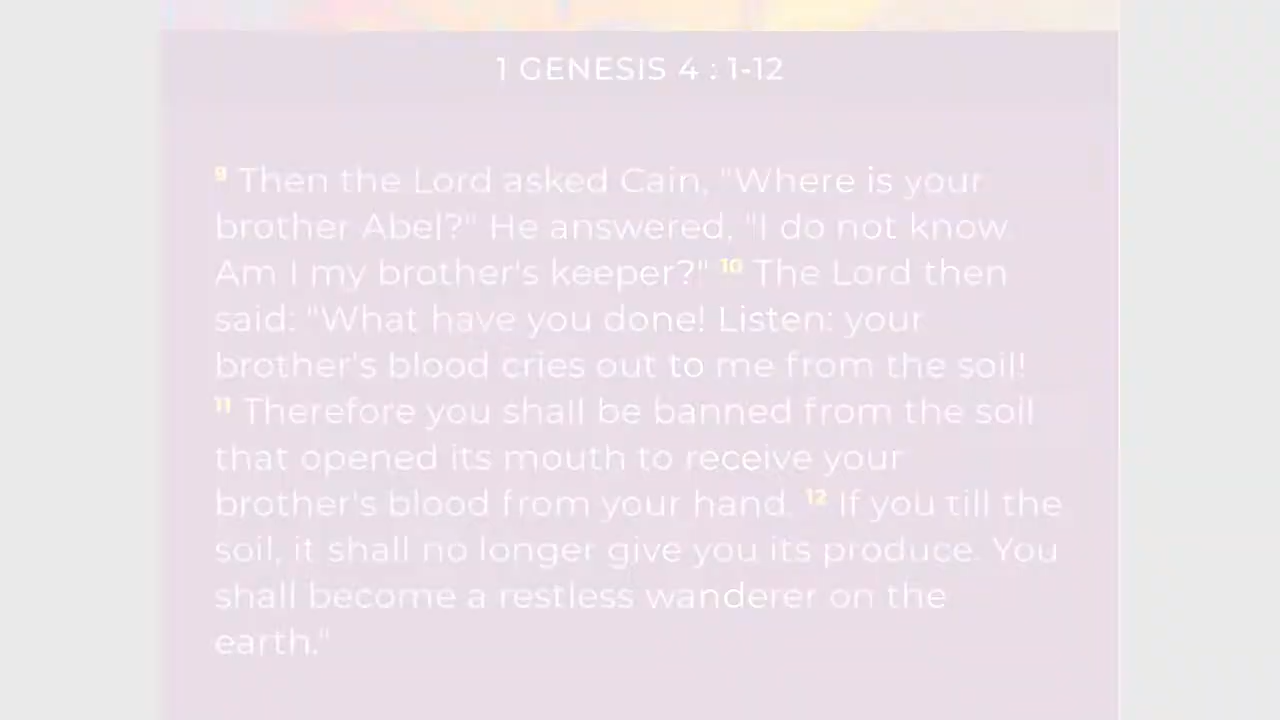 1 GENESIS 4 : 1-12
9 Then the Lord asked Cain, "Where is your
brother Abel?" He answered, "I do not know.
Am I my brother's keeper?" 10 The Lord then
said: "What have you done! Listen: your
brother's blood cries out to me from the soil!
11 Therefore you shall be banned from the soil
that opened its mouth to receive your
brother's blood from your hand. 12 If you till the
soil, it shall no longer give you its produce. You
shall become a restless wanderer on the
earth."